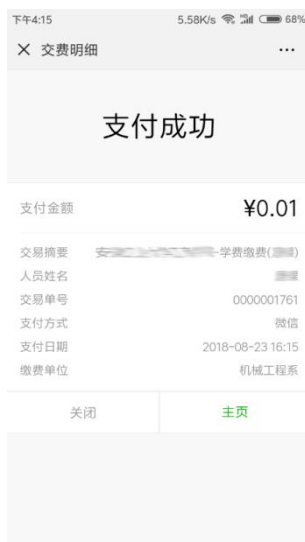 下午4:15 5.58K/s 68%
交费明细
支付成功
支付金额 ¥0.01
交易摘要 -学费缴费( )
人员姓名
交易单号 0000001761
支付方式 微信
支付日期 2018-08-23 16:15
缴费单位 机械工程系
关闭 主页